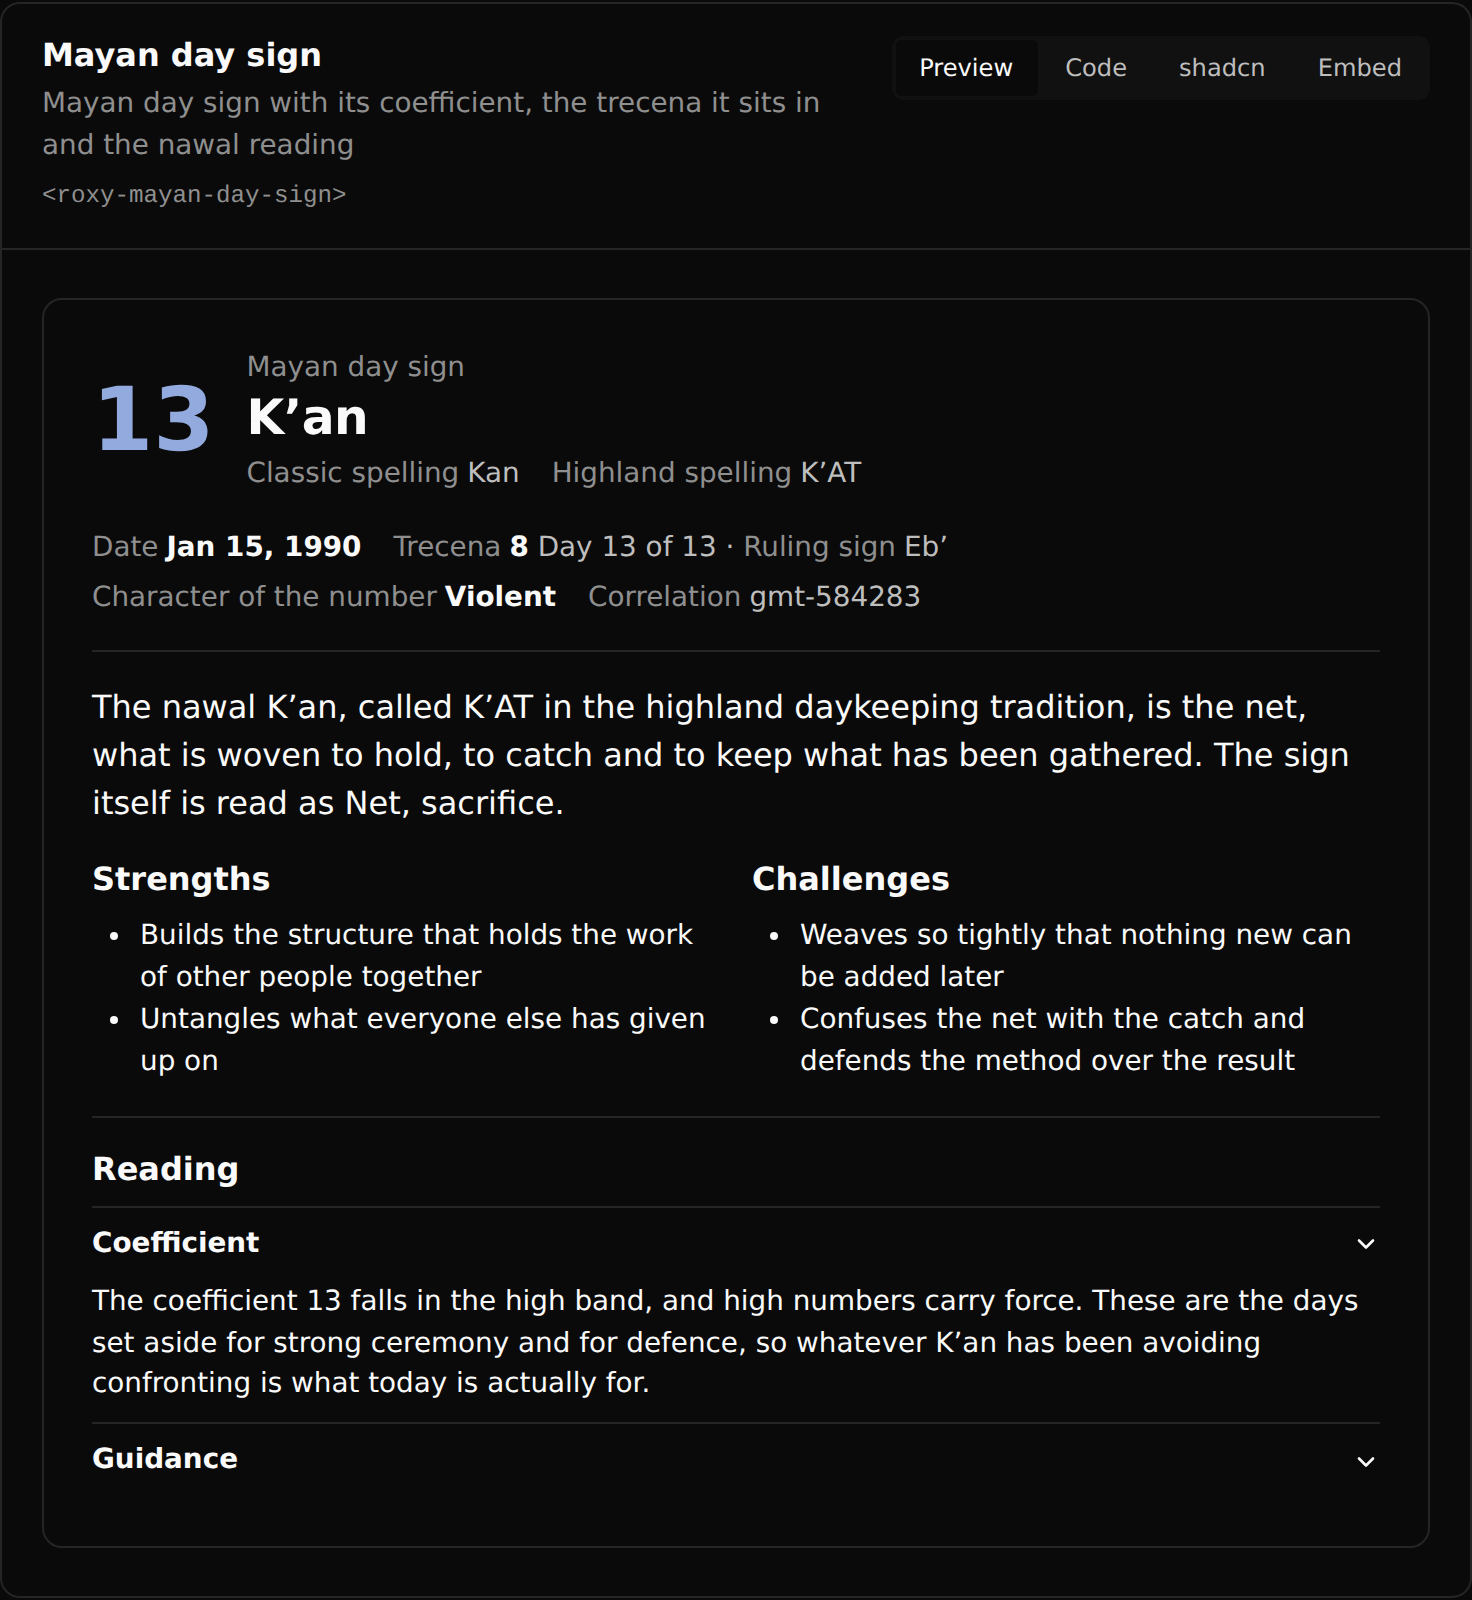 Mayan day sign
Mayan day sign with its coefficient, the trecena it sits in
and the nawal reading
<roxy-mayan-day-sign>
Preview Code shadcn Embed
13
Mayan day sign
K’an
Classic spelling Kan Highland spelling K’AT
Date Jan 15, 1990 Trecena 8 Day 13 of 13 · Ruling sign Eb’
Character of the number Violent Correlation gmt-584283
The nawal K’an, called K’AT in the highland daykeeping tradition, is the net,
what is woven to hold, to catch and to keep what has been gathered. The sign
itself is read as Net, sacrifice.
Strengths
• Builds the structure that holds the work
of other people together
• Untangles what everyone else has given
up on
Challenges
• Weaves so tightly that nothing new can
be added later
• Confuses the net with the catch and
defends the method over the result
Reading
Coefficient
The coefficient 13 falls in the high band, and high numbers carry force. These are the days
set aside for strong ceremony and for defence, so whatever K’an has been avoiding
confronting is what today is actually for.
Guidance